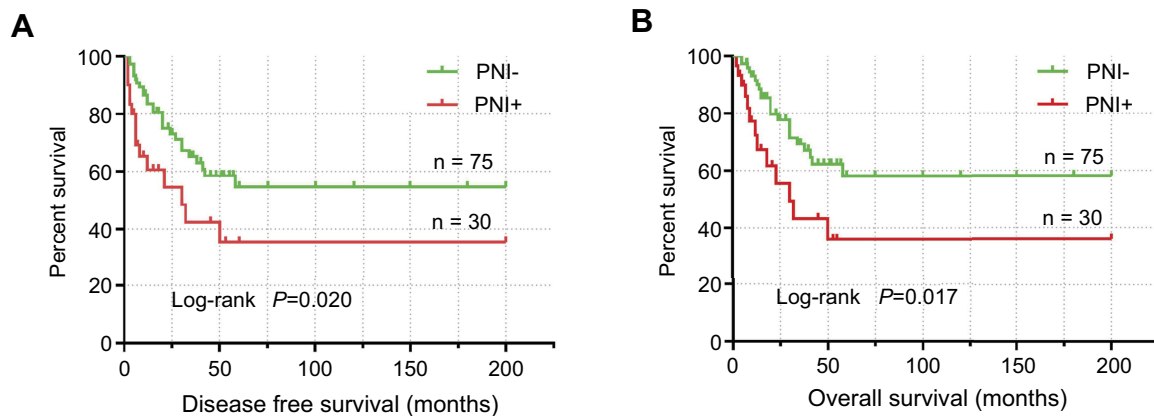 A
Percent survival
100
80
60
40
20
0
PNI-
PNI+
n = 75
n = 30
Log-rank P=0.020
0 50 100 150 200
Disease free survival (months)
B
Percent survival
100
80
60
40
20
0
PNI-
PNI+
n = 75
n = 30
Log-rank P=0.017
0 50 100 150 200
Overall survival (months)